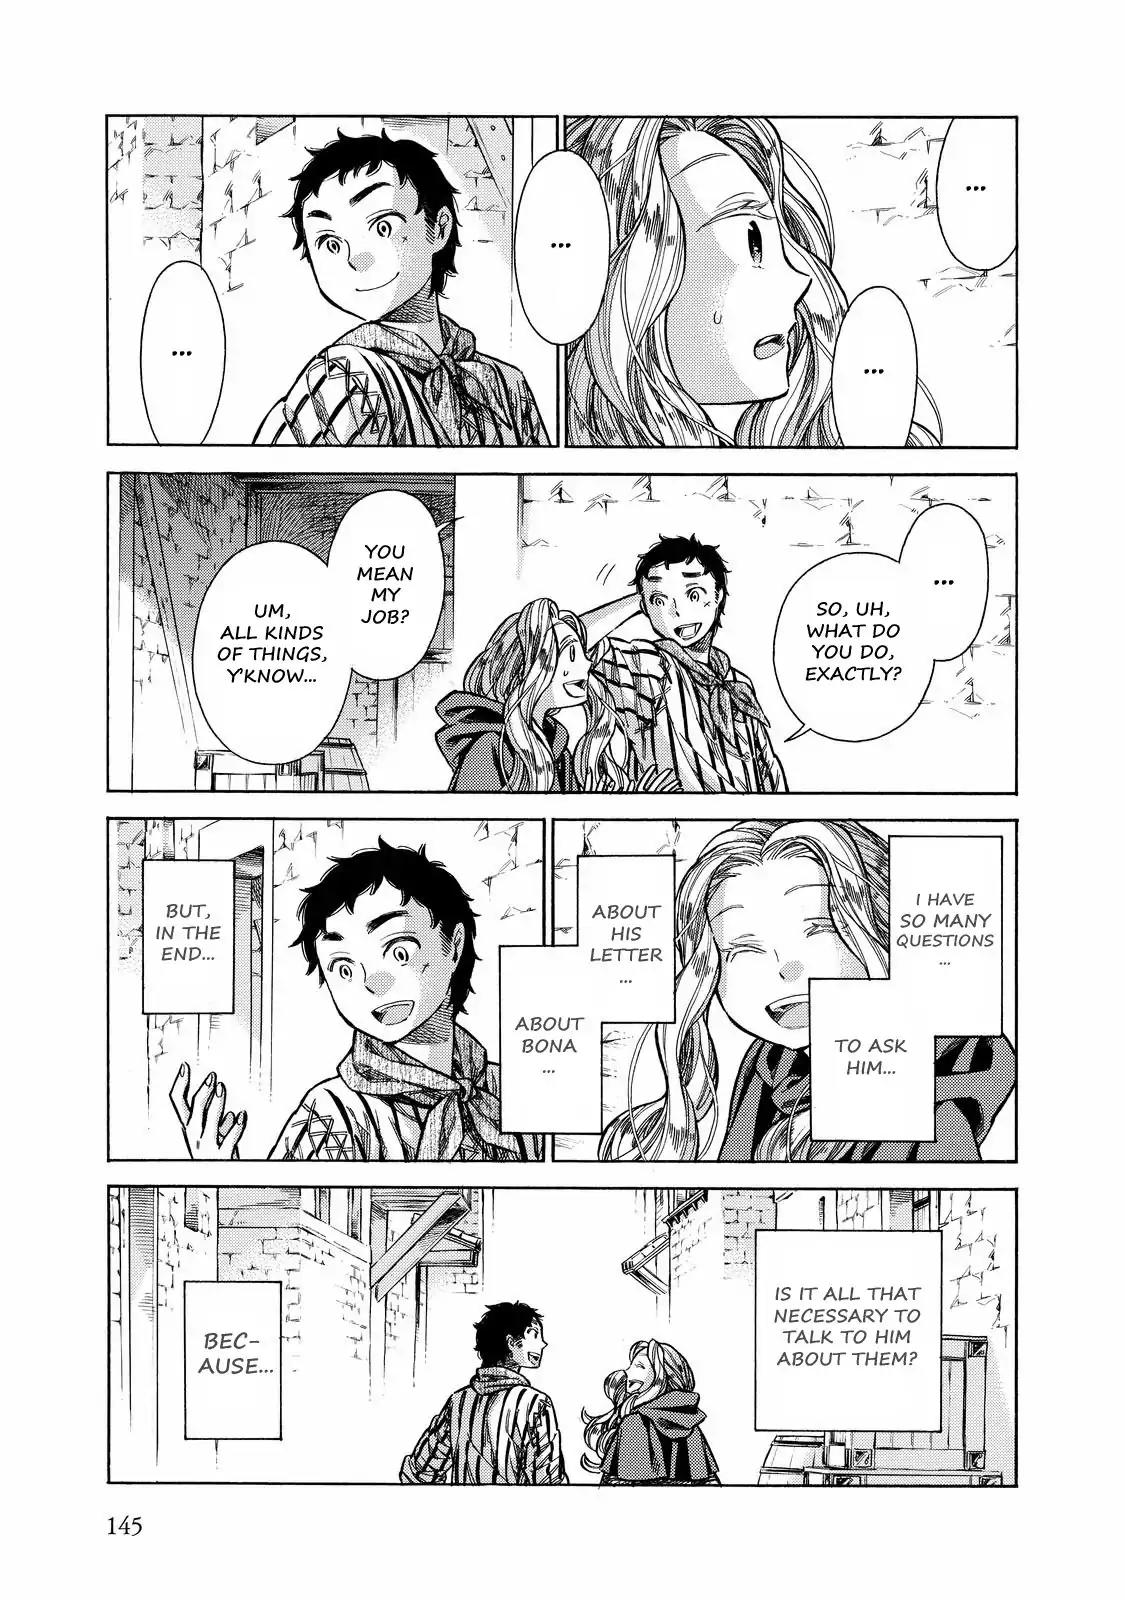 ...
...
...
...
...
SO, UH,
WHAT DO
YOU DO,
EXACTLY?
YOU
MEAN
MY
JOB?
UM,
ALL KINDS
OF THINGS,
Y'KNOW...
I HAVE
SO MANY
QUESTIONS
...
TO ASK
HIM...
ABOUT
HIS
LETTER
...
ABOUT
BONA
...
BUT,
IN THE
END...
IS IT ALL THAT
NECESSARY TO
TALK TO HIM
ABOUT THEM?
BEC-
AUSE...
145